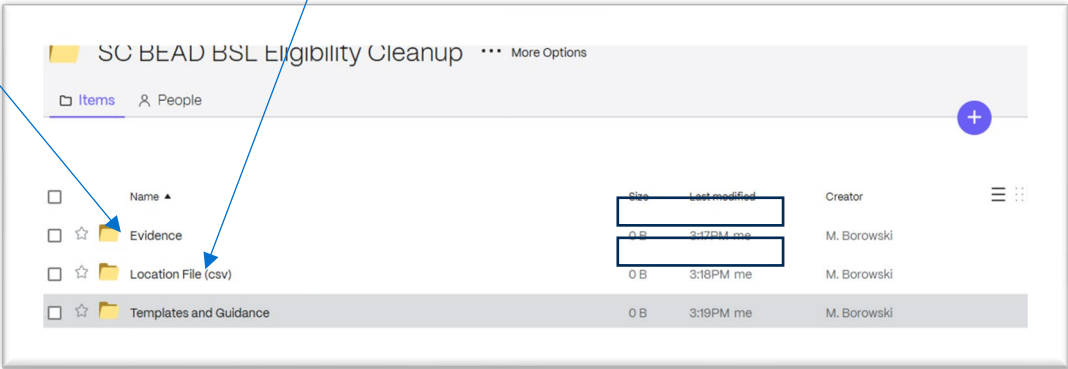 SC BEAD BSL Eligibility Cleanup ••• More Options
Items People
+
Name ▲ Size Last modified Creator
Evidence 0 B 3:17PM me M. Borowski
Location File (csv) 0 B 3:18PM me M. Borowski
Templates and Guidance 0 B 3:19PM me M. Borowski